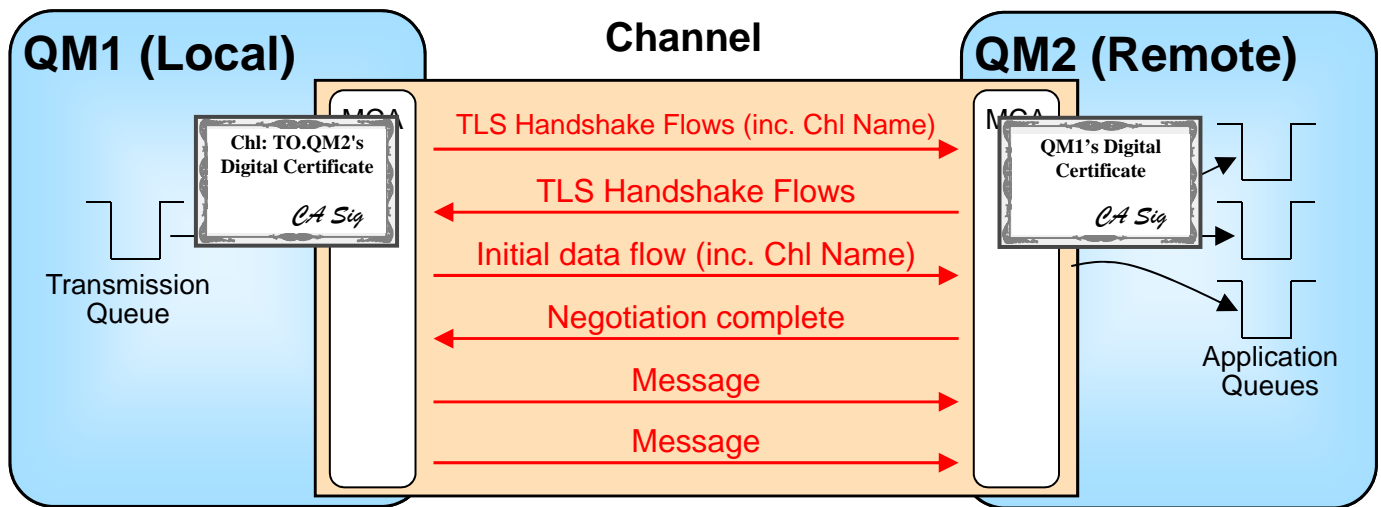 QM1 (Local)
Channel
QM2 (Remote)
MCA
MCA
Chl: TO.QM2's
Digital Certificate
CA Sig
QM1's Digital
Certificate
CA Sig
TLS Handshake Flows (inc. Chl Name)
TLS Handshake Flows
Initial data flow (inc. Chl Name)
Negotiation complete
Message
Message
Transmission
Queue
Application
Queues